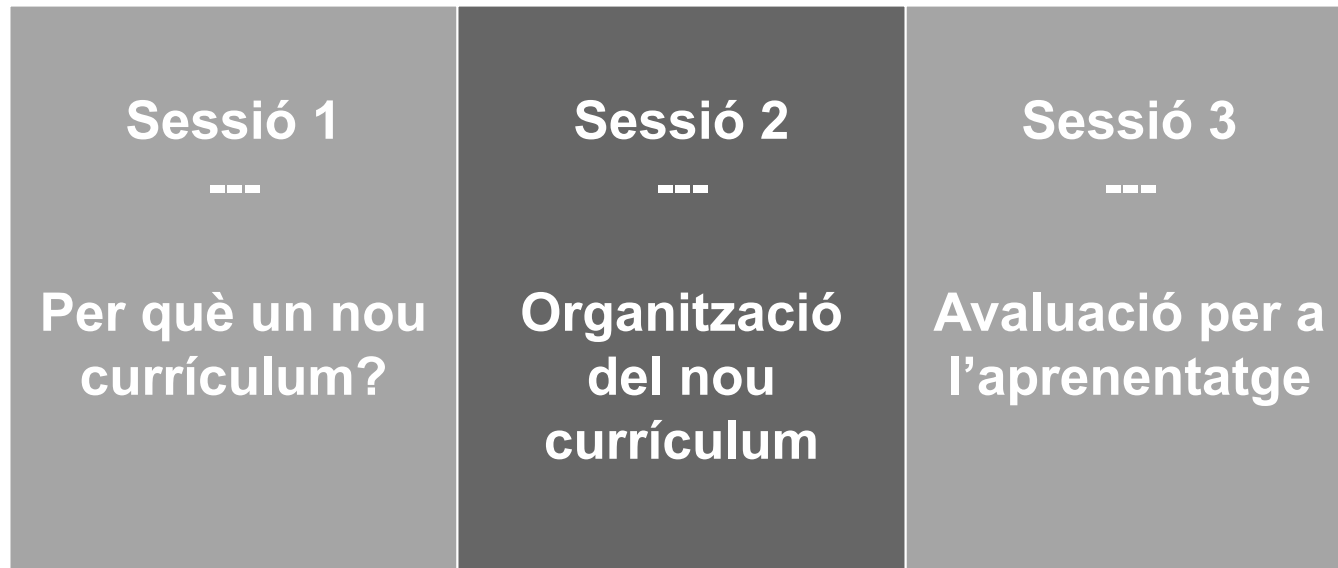 Sessió 1
---
Per què un nou
currículum?
Sessió 2
---
Organització
del nou
currículum
Sessió 3
---
Avaluació per a
l’aprenentatge